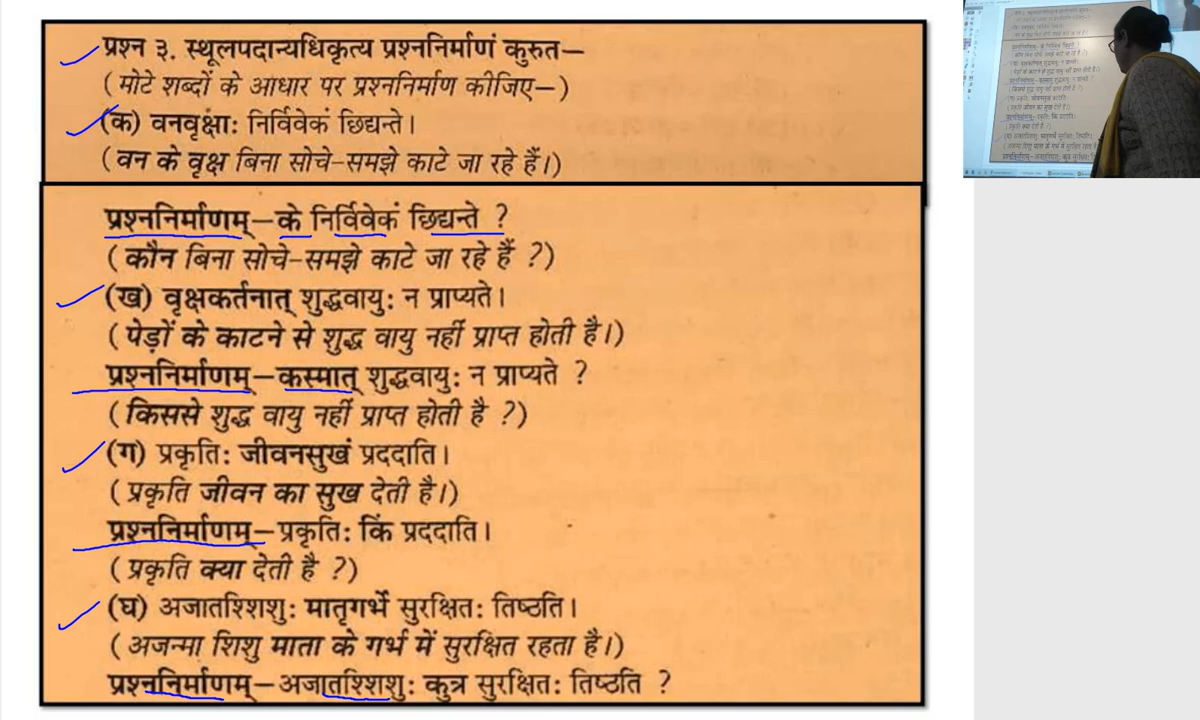 प्रश्न ३. स्थूलपदान्यधिकृत्य प्रश्ननिर्माणं कुरुत–
(मोटे शब्दों के आधार पर प्रश्ननिर्माण कीजिए–)
(क) वनवृक्षाः निर्विवेकं छिद्यन्ते।
(वन के वृक्ष बिना सोचे-समझे काटे जा रहे हैं।)
प्रश्ननिर्माणम्–के निर्विवेकं छिद्यन्ते ?
(कौन बिना सोचे-समझे काटे जा रहे हैं ?)
(ख) वृक्षकर्तनात् शुद्धवायुः न प्राप्यते।
(पेड़ों के काटने से शुद्ध वायु नहीं प्राप्त होती है।)
प्रश्ननिर्माणम्–कस्मात् शुद्धवायुः न प्राप्यते ?
(किससे शुद्ध वायु नहीं प्राप्त होती है ?)
(ग) प्रकृतिः जीवनसुखं प्रददाति।
(प्रकृति जीवन का सुख देती है।)
प्रश्ननिर्माणम्–प्रकृतिः किं प्रददाति।
(प्रकृति क्या देती है ?)
(घ) अजातश्शिशुः मातृगर्भे सुरक्षितः तिष्ठति।
(अजन्मा शिशु माता के गर्भ में सुरक्षित रहता है।)
प्रश्ननिर्माणम्–अजातश्शिशुः कुत्र सुरक्षितः तिष्ठति ?